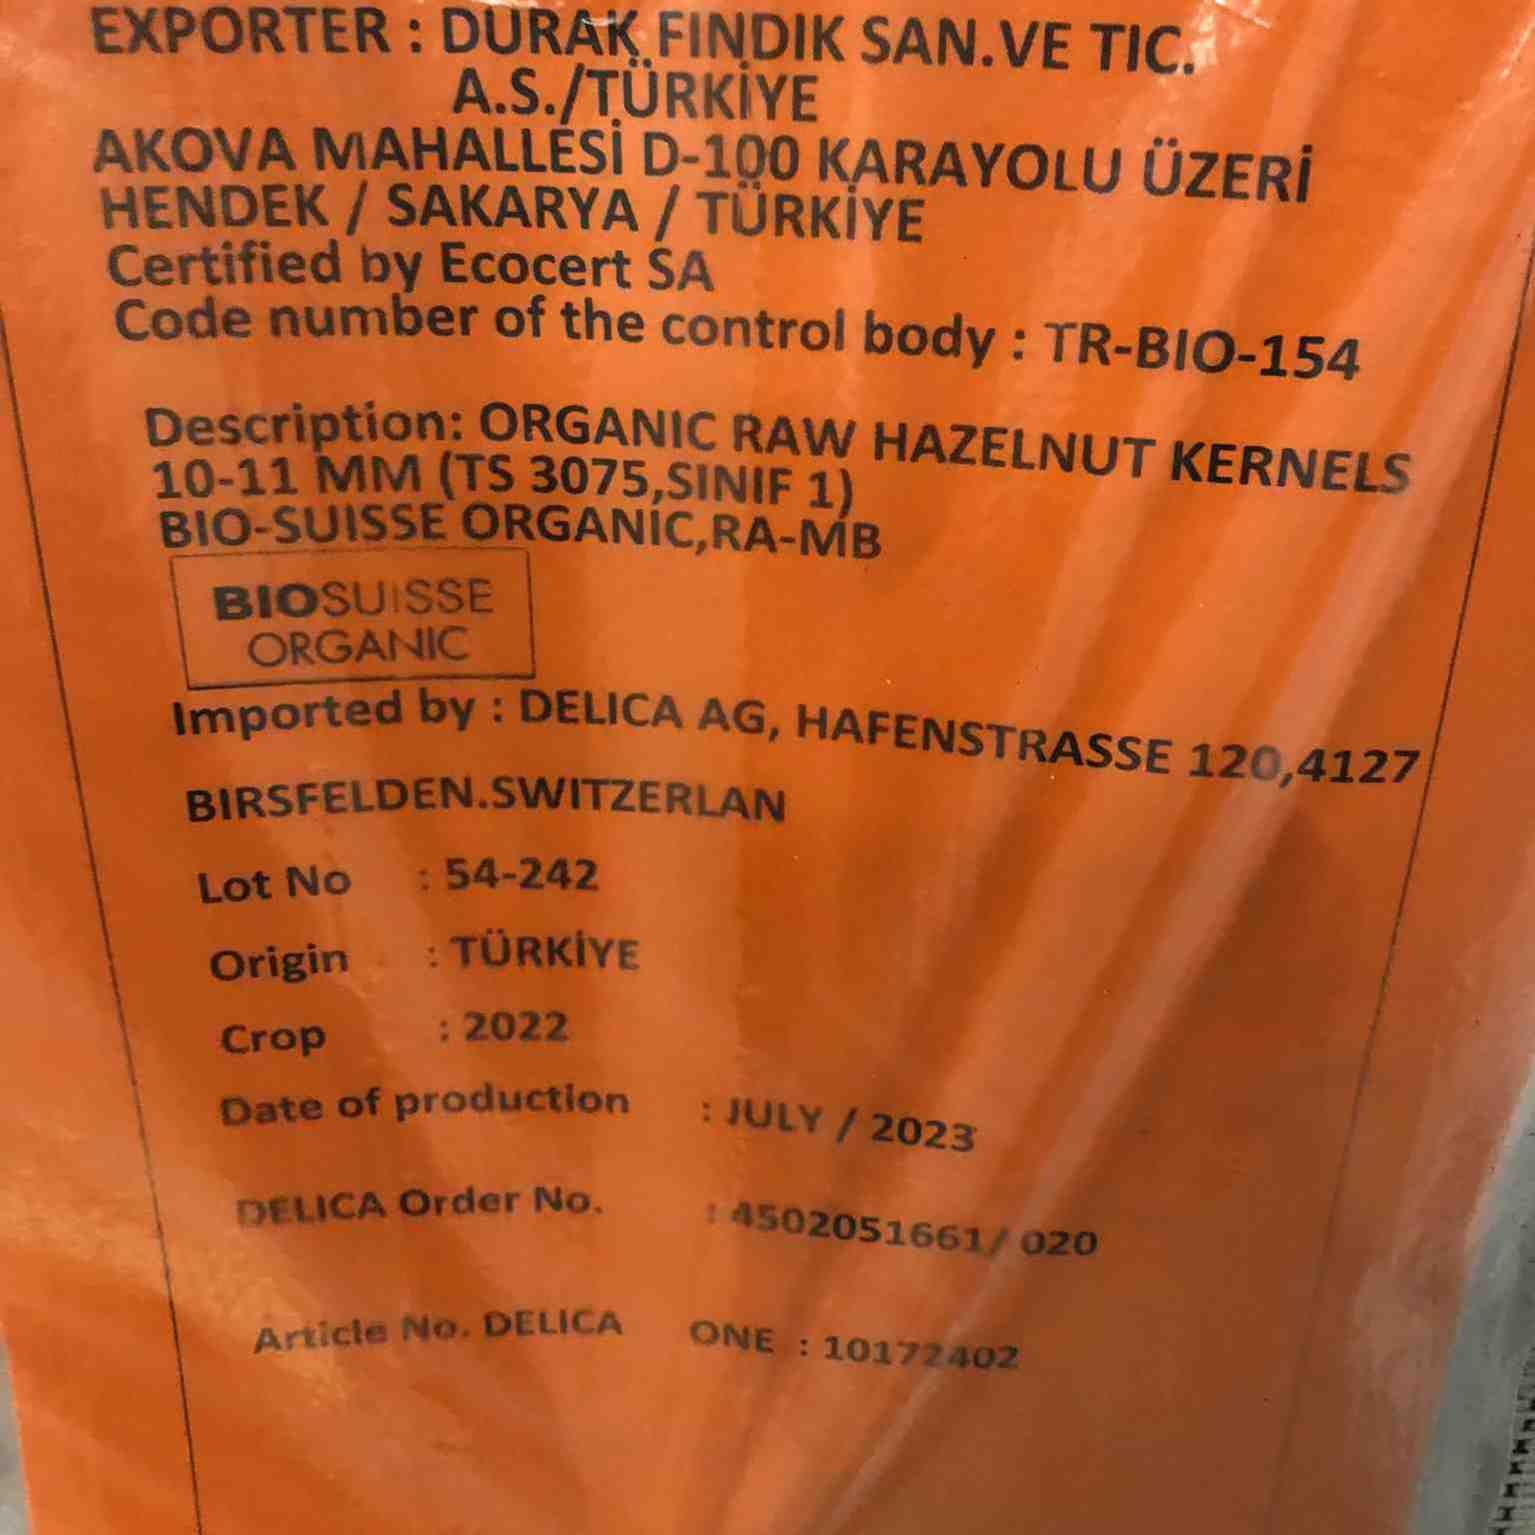 EXPORTER : DURAK FINDIK SAN.VE TIC.
A.S./TÜRKİYE
AKOVA MAHALLESİ D-100 KARAYOLU ÜZERİ
HENDEK / SAKARYA / TÜRKİYE
Certified by Ecocert SA
Code number of the control body : TR-BIO-154
Description: ORGANIC RAW HAZELNUT KERNELS
10-11 MM (TS 3075,SINIF 1)
BIO-SUISSE ORGANIC,RA-MB
BIOSUISSE
ORGANIC
Imported by : DELICA AG, HAFENSTRASSE 120,4127
BIRSFELDEN.SWITZERLAN
Lot No : 54-242
Origin : TÜRKİYE
Crop : 2022
Date of production : JULY / 2023
DELICA Order No. : 4502051661/ 020
Article No. DELICA ONE : 10172402